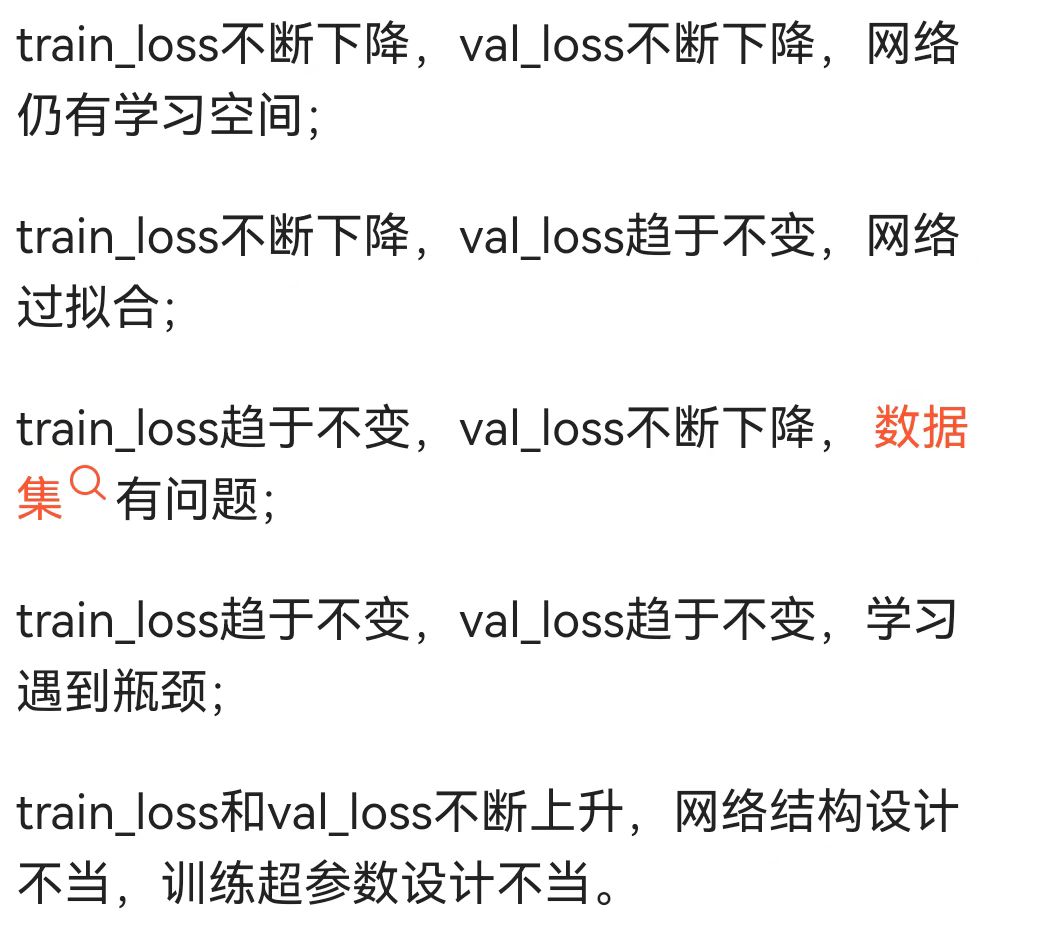 train_loss不断下降，val_loss不断下降，网络
仍有学习空间；
train_loss不断下降，val_loss趋于不变，网络
过拟合；
train_loss趋于不变，val_loss不断下降，数据
集有问题；
train_loss趋于不变，val_loss趋于不变，学习
遇到瓶颈；
train_loss和val_loss不断上升，网络结构设计
不当，训练超参数设计不当。